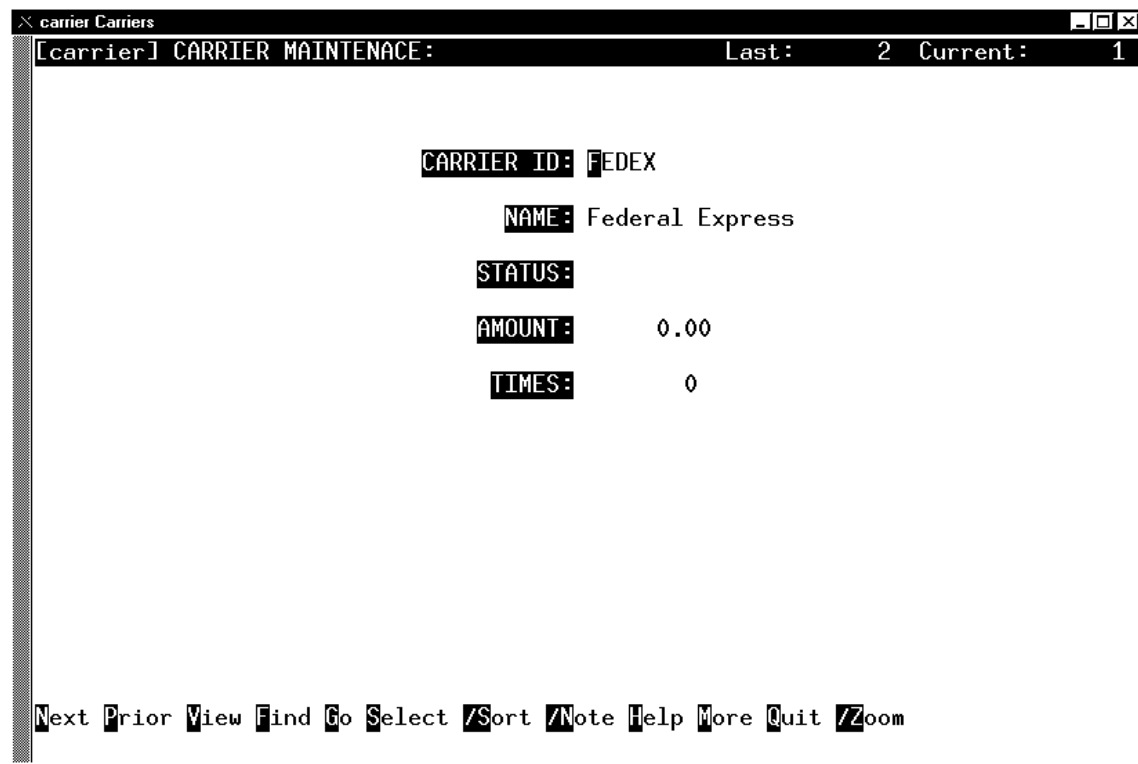 carrier Carriers
[carrier] CARRIER MAINTENACE: Last: 2 Current: 1
CARRIER ID: FEDEX
NAME: Federal Express
STATUS:
AMOUNT: 0.00
TIMES: 0
Next Prior View Find Go Select /Sort /Note Help More Quit /Zoom